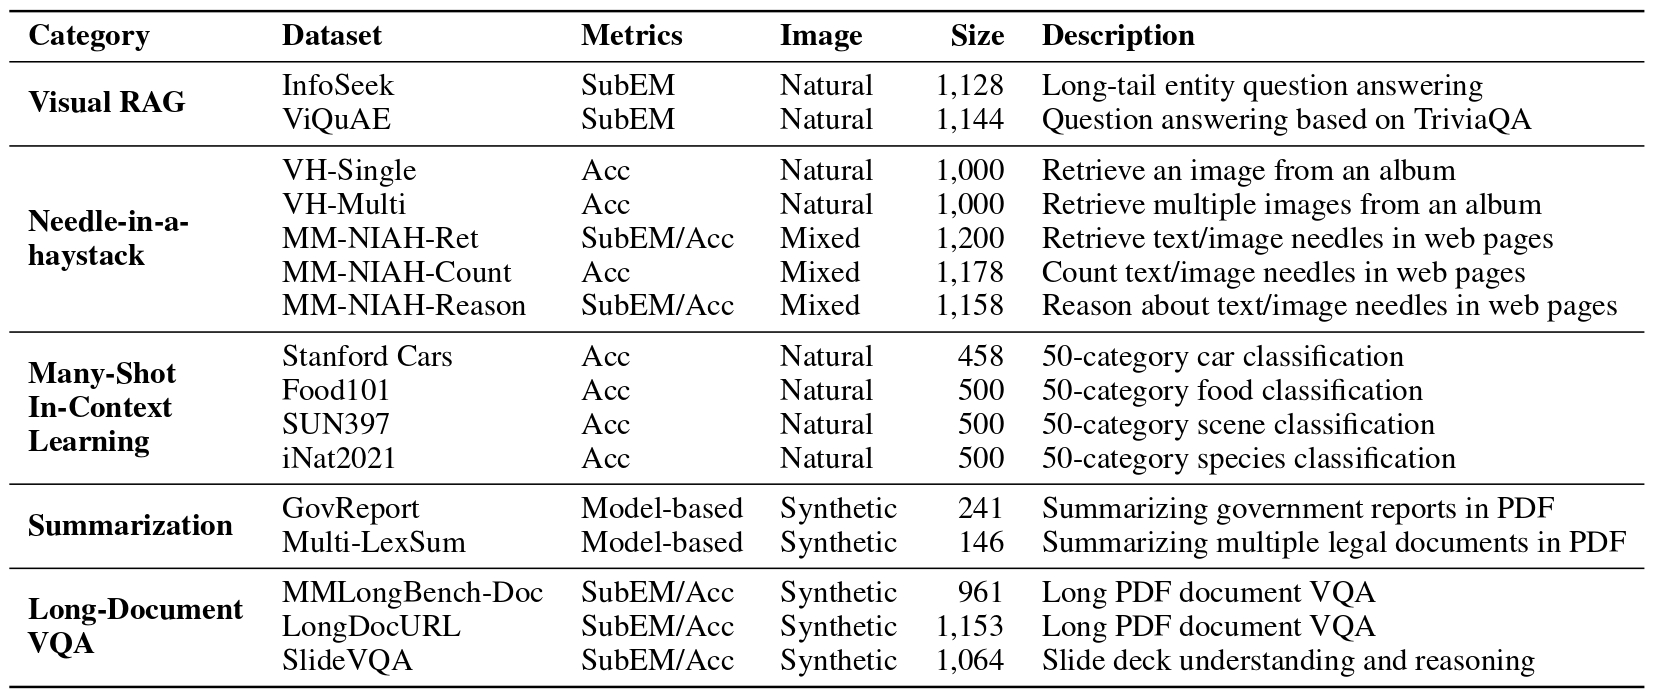 Category Dataset Metrics Image Size Description
Visual RAG
InfoSeek SubEM Natural 1,128 Long-tail entity question answering
ViQuAE SubEM Natural 1,144 Question answering based on TriviaQA
Needle-in-a-
haystack
VH-Single Acc Natural 1,000 Retrieve an image from an album
VH-Multi Acc Natural 1,000 Retrieve multiple images from an album
MM-NIAH-Ret SubEM/Acc Mixed 1,200 Retrieve text/image needles in web pages
MM-NIAH-Count Acc Mixed 1,178 Count text/image needles in web pages
MM-NIAH-Reason SubEM/Acc Mixed 1,158 Reason about text/image needles in web pages
Many-Shot
In-Context
Learning
Stanford Cars Acc Natural 458 50-category car classification
Food101 Acc Natural 500 50-category food classification
SUN397 Acc Natural 500 50-category scene classification
iNat2021 Acc Natural 500 50-category species classification
Summarization
GovReport Model-based Synthetic 241 Summarizing government reports in PDF
Multi-LexSum Model-based Synthetic 146 Summarizing multiple legal documents in PDF
Long-Document
VQA
MMLongBench-Doc SubEM/Acc Synthetic 961 Long PDF document VQA
LongDocURL SubEM/Acc Synthetic 1,153 Long PDF document VQA
SlideVQA SubEM/Acc Synthetic 1,064 Slide deck understanding and reasoning